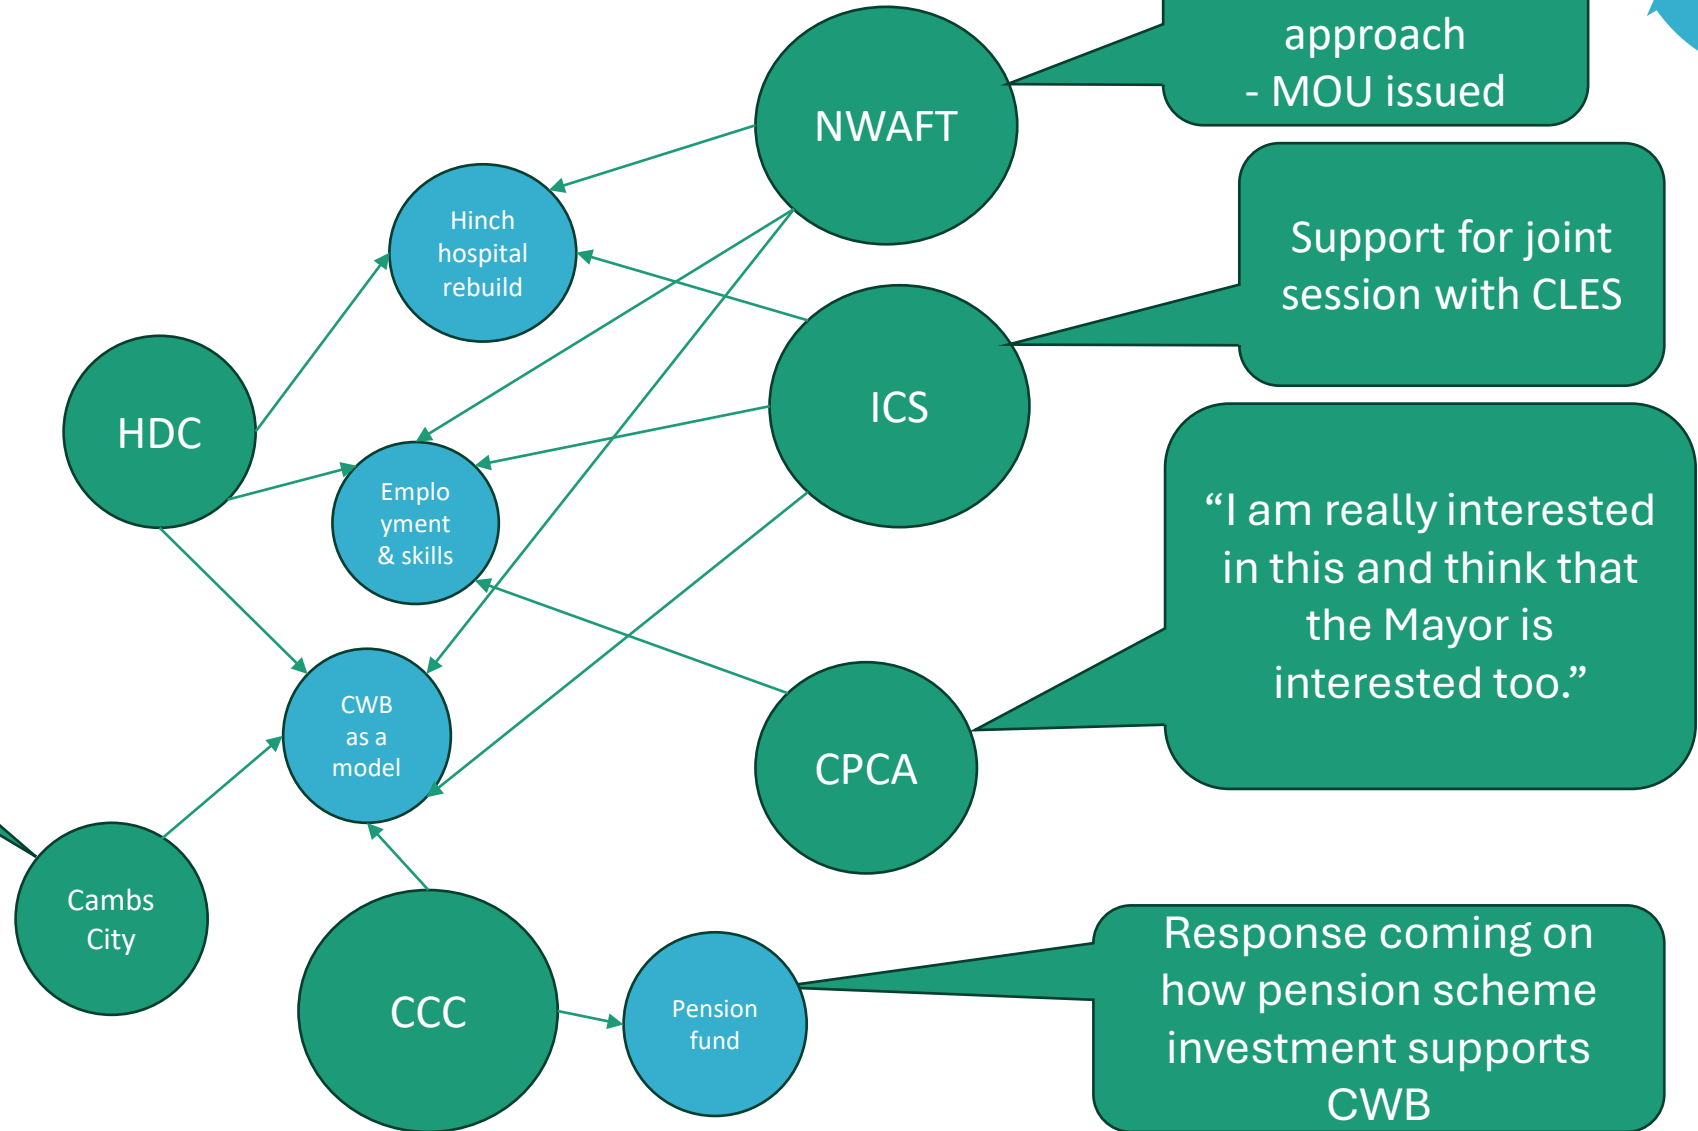 approach
- MOU issued
NWAFT
Hinch
hospital
rebuild
Support for joint
session with CLES
ICS
HDC
Emplo
yment
& skills
“I am really interested
in this and think that
the Mayor is
interested too.”
CWB
as a
model
CPCA
Cambs
City
CCC
Pension
fund
Response coming on
how pension scheme
investment supports
CWB